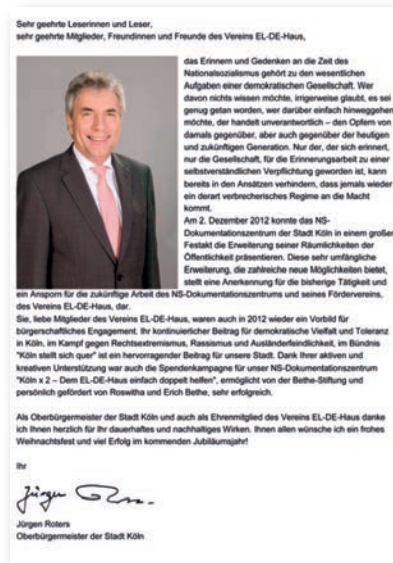 Sehr geehrte Leserinnen und Leser,
sehr geehrte Mitglieder, Freundinnen und Freunde des Vereins EL-DE-Haus,
das Erinnern und Gedenken an die Zeit des
Nationalsozialismus gehört zu den wesentlichen
Aufgaben einer demokratischen Gesellschaft. Wer
davon nichts wissen möchte, irrigerweise glaubt, es sei
genug getan worden, wer darüber einfach hinweggehen
möchte, der handelt unverantwortlich – den Opfern von
damals gegenüber, aber auch gegenüber der heutigen
und zukünftigen Generation. Nur der, der sich erinnert,
nur die Gesellschaft, für die Erinnerungsarbeit zu einer
selbstverständlichen Verpflichtung geworden ist, kann
bereits in den Ansätzen verhindern, dass jemals wieder
ein derart verbrecherisches Regime an die Macht
kommt.
Am 2. Dezember 2012 konnte das NS-
Dokumentationszentrum der Stadt Köln in einem großen
Festakt die Erweiterung seiner Räumlichkeiten der
Öffentlichkeit präsentieren. Diese sehr umfängliche
Erweiterung, die zahlreiche neue Möglichkeiten bietet,
stellt eine Anerkennung für die bisherige Tätigkeit und
ein Ansporn für die zukünftige Arbeit des NS-Dokumentationszentrums und seines Fördervereins,
des Vereins EL-DE-Haus, dar.
Sie, liebe Mitglieder des Vereins EL-DE-Haus, waren auch in 2012 wieder ein Vorbild für
bürgerschaftliches Engagement. Ihr kontinuierlicher Beitrag für demokratische Vielfalt und Toleranz
in Köln, im Kampf gegen Rechtsextremismus, Rassismus und Ausländerfeindlichkeit, im Bündnis
"Köln stellt sich quer" ist ein hervorragender Beitrag für unsere Stadt. Dank Ihrer aktiven und
kreativen Unterstützung war auch die Spendenkampagne für unser NS-Dokumentationszentrum
"Köln x 2 – Dem EL-DE-Haus einfach doppelt helfen", ermöglicht von der Bethe-Stiftung und
persönlich gefördert von Roswitha und Erich Bethe, sehr erfolgreich.
Als Oberbürgermeister der Stadt Köln und auch als Ehrenmitglied des Vereins EL-DE-Haus danke
ich Ihnen herzlich für Ihr dauerhaftes und nachhaltiges Wirken. Ihnen allen wünsche ich ein frohes
Weihnachtsfest und viel Erfolg im kommenden Jubiläumsjahr!
Ihr
Jürgen Roters
Jürgen Roters
Oberbürgermeister der Stadt Köln